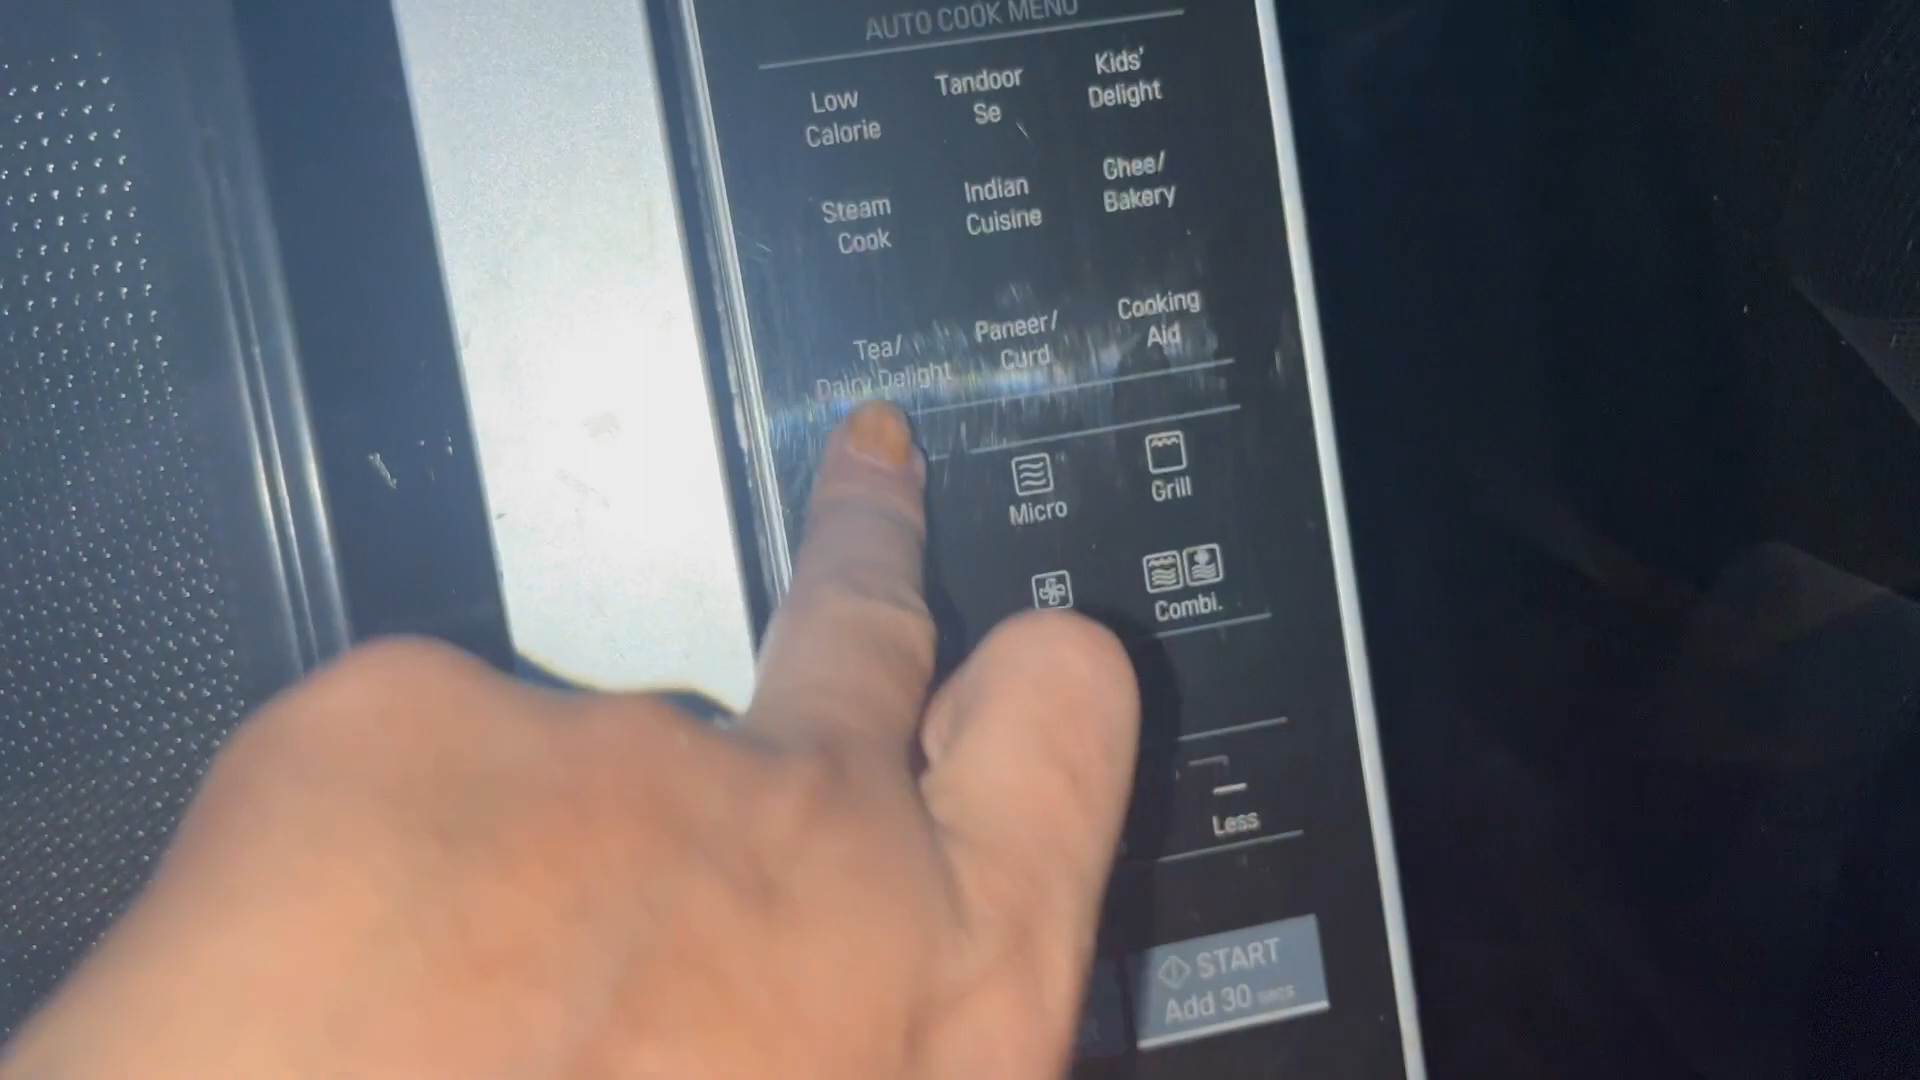 AUTO COOK MENU
Low
Calorie
Tandoor
Se
Kids'
Delight
Steam
Cook
Indian
Cuisine
Ghee/
Bakery
Tea/
Dairy Delight
Paneer/
Curd
Cooking
Aid
Micro
Grill
Combi.
Less
START
Add 30 secs